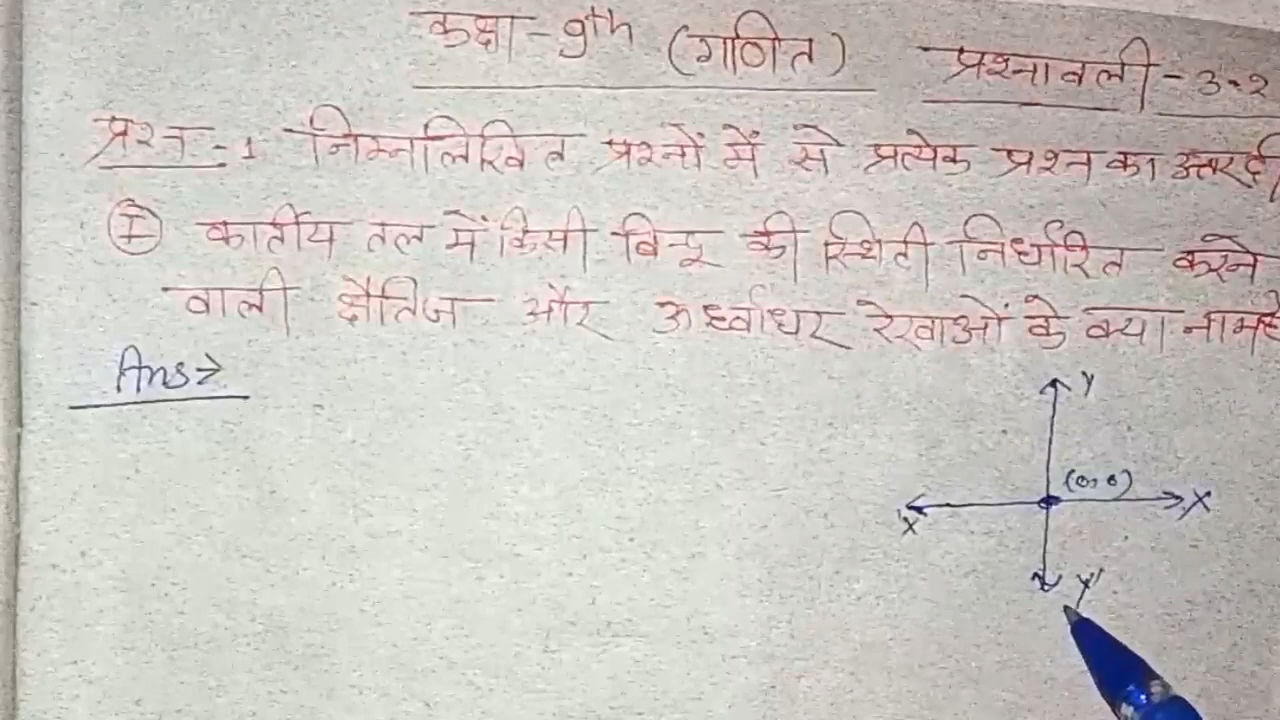 कक्षा - 9th (गणित) प्रश्नावली - 3.2
प्रश्न - 1 निम्नलिखित प्रश्नों में से प्रत्येक प्रश्न का उत्तर दें
I कार्तीय तल में किसी बिन्दू की स्थिती निर्धारित करने
वाली क्षैतिज और ऊर्ध्वाधर रेखाओं के क्या नाम है
Ans→
Y
(0,0)
X' X
Y'